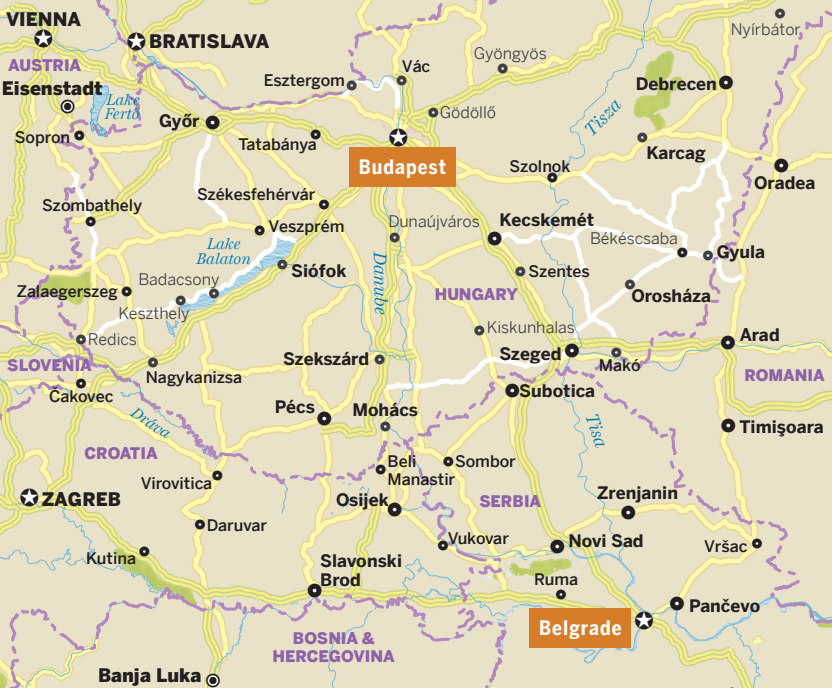 VIENNA
BRATISLAVA
AUSTRIA
Eisenstadt
Lake
Fertő
Sopron
Győr
Esztergom
Vác
Gyöngyös
Nyírbátor
Debrecen
Gödöllő
Tisza
Tatabánya
Budapest
Karcag
Szolnok
Oradea
Székesfehérvár
Szombathely
Veszprém
Dunaújváros
Kecskemét
Békéscsaba
Gyula
Lake
Balaton
Siófok
Danube
Szentes
Badacsony
Zalaegerszeg
Keszthely
HUNGARY
Orosháza
Kiskunhalas
Redics
SLOVENIA
Szekszárd
Szeged
Makó
Arad
Nagykanizsa
ROMANIA
Čakovec
Subotica
Pécs
Mohács
Dráva
Tisa
Timişoara
CROATIA
Beli
Manastir
Sombor
Virovitica
SERBIA
ZAGREB
Osijek
Zrenjanin
Daruvar
Vukovar
Novi Sad
Vršac
Kutina
Slavonski
Brod
Ruma
Pančevo
Belgrade
BOSNIA &
HERCEGOVINA
Banja Luka